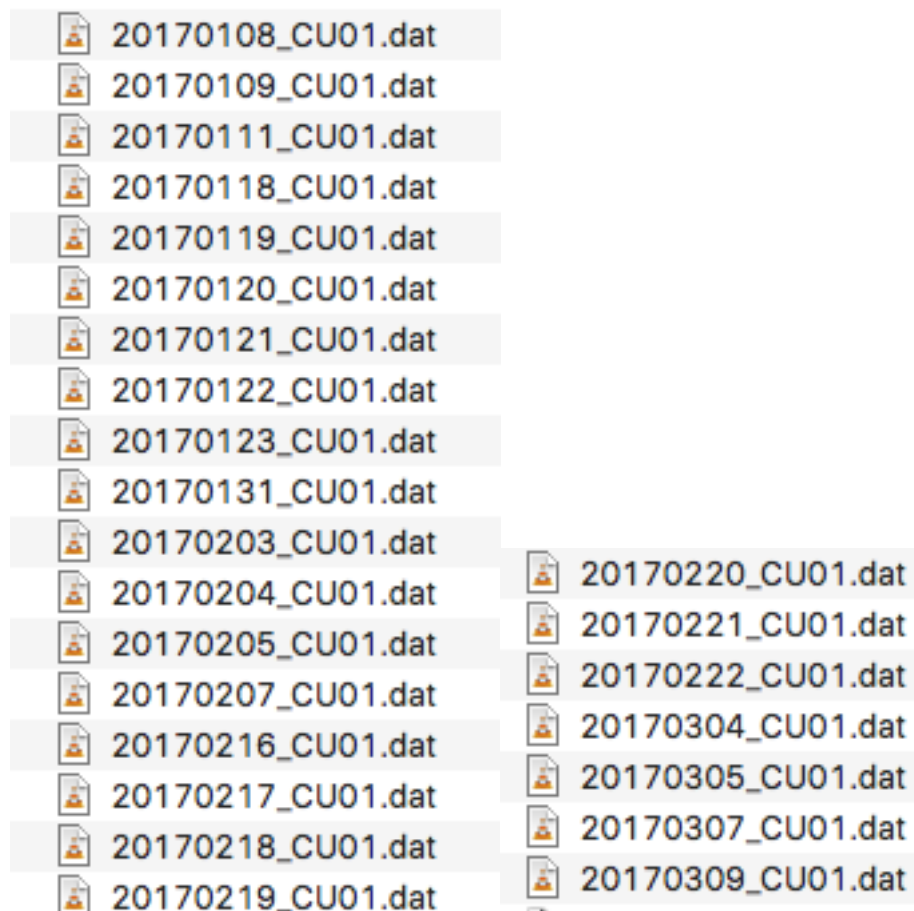 20170108_CU01.dat
20170109_CU01.dat
20170111_CU01.dat
20170118_CU01.dat
20170119_CU01.dat
20170120_CU01.dat
20170121_CU01.dat
20170122_CU01.dat
20170123_CU01.dat
20170131_CU01.dat
20170203_CU01.dat
20170204_CU01.dat
20170205_CU01.dat
20170207_CU01.dat
20170216_CU01.dat
20170217_CU01.dat
20170218_CU01.dat
20170219_CU01.dat
20170220_CU01.dat
20170221_CU01.dat
20170222_CU01.dat
20170304_CU01.dat
20170305_CU01.dat
20170307_CU01.dat
20170309_CU01.dat